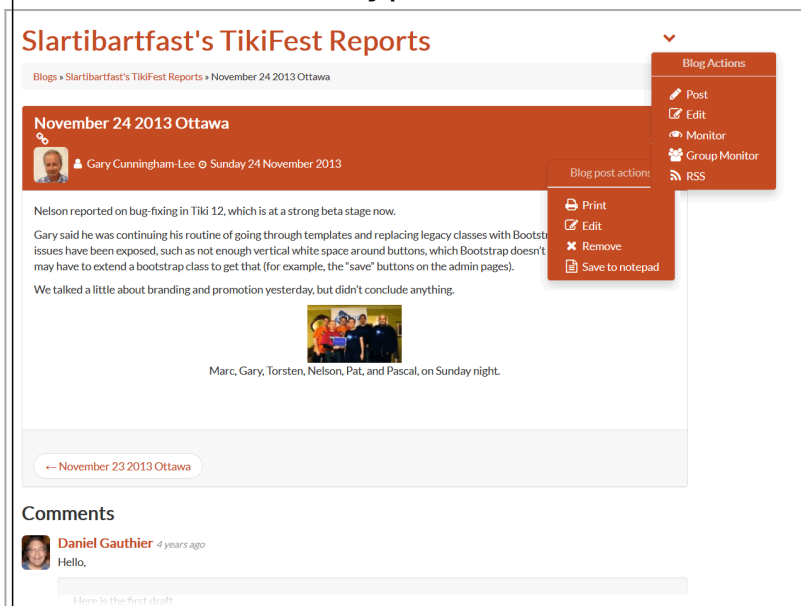 Slartibartfast's TikiFest Reports
Blog Actions
Post
Edit
Monitor
Group Monitor
RSS
Blogs » Slartibartfast's TikiFest Reports » November 24 2013 Ottawa
November 24 2013 Ottawa
Gary Cunningham-Lee Sunday 24 November 2013
Blog post actions
Print
Edit
Remove
Save to notepad
Nelson reported on bug-fixing in Tiki 12, which is at a strong beta stage now.
Gary said he was continuing his routine of going through templates and replacing legacy classes with
issues have been exposed, such as not enough vertical white space around buttons, which Bootstrap doesn't
may have to extend a bootstrap class to get that (for example, the "save" buttons on the admin pages).
We talked a little about branding and promotion yesterday, but didn't conclude anything.
Marc, Gary, Torsten, Nelson, Pat, and Pascal, on Sunday night.
← November 23 2013 Ottawa
Comments
Daniel Gauthier 4 years ago
Hello,
Here is the first draft.